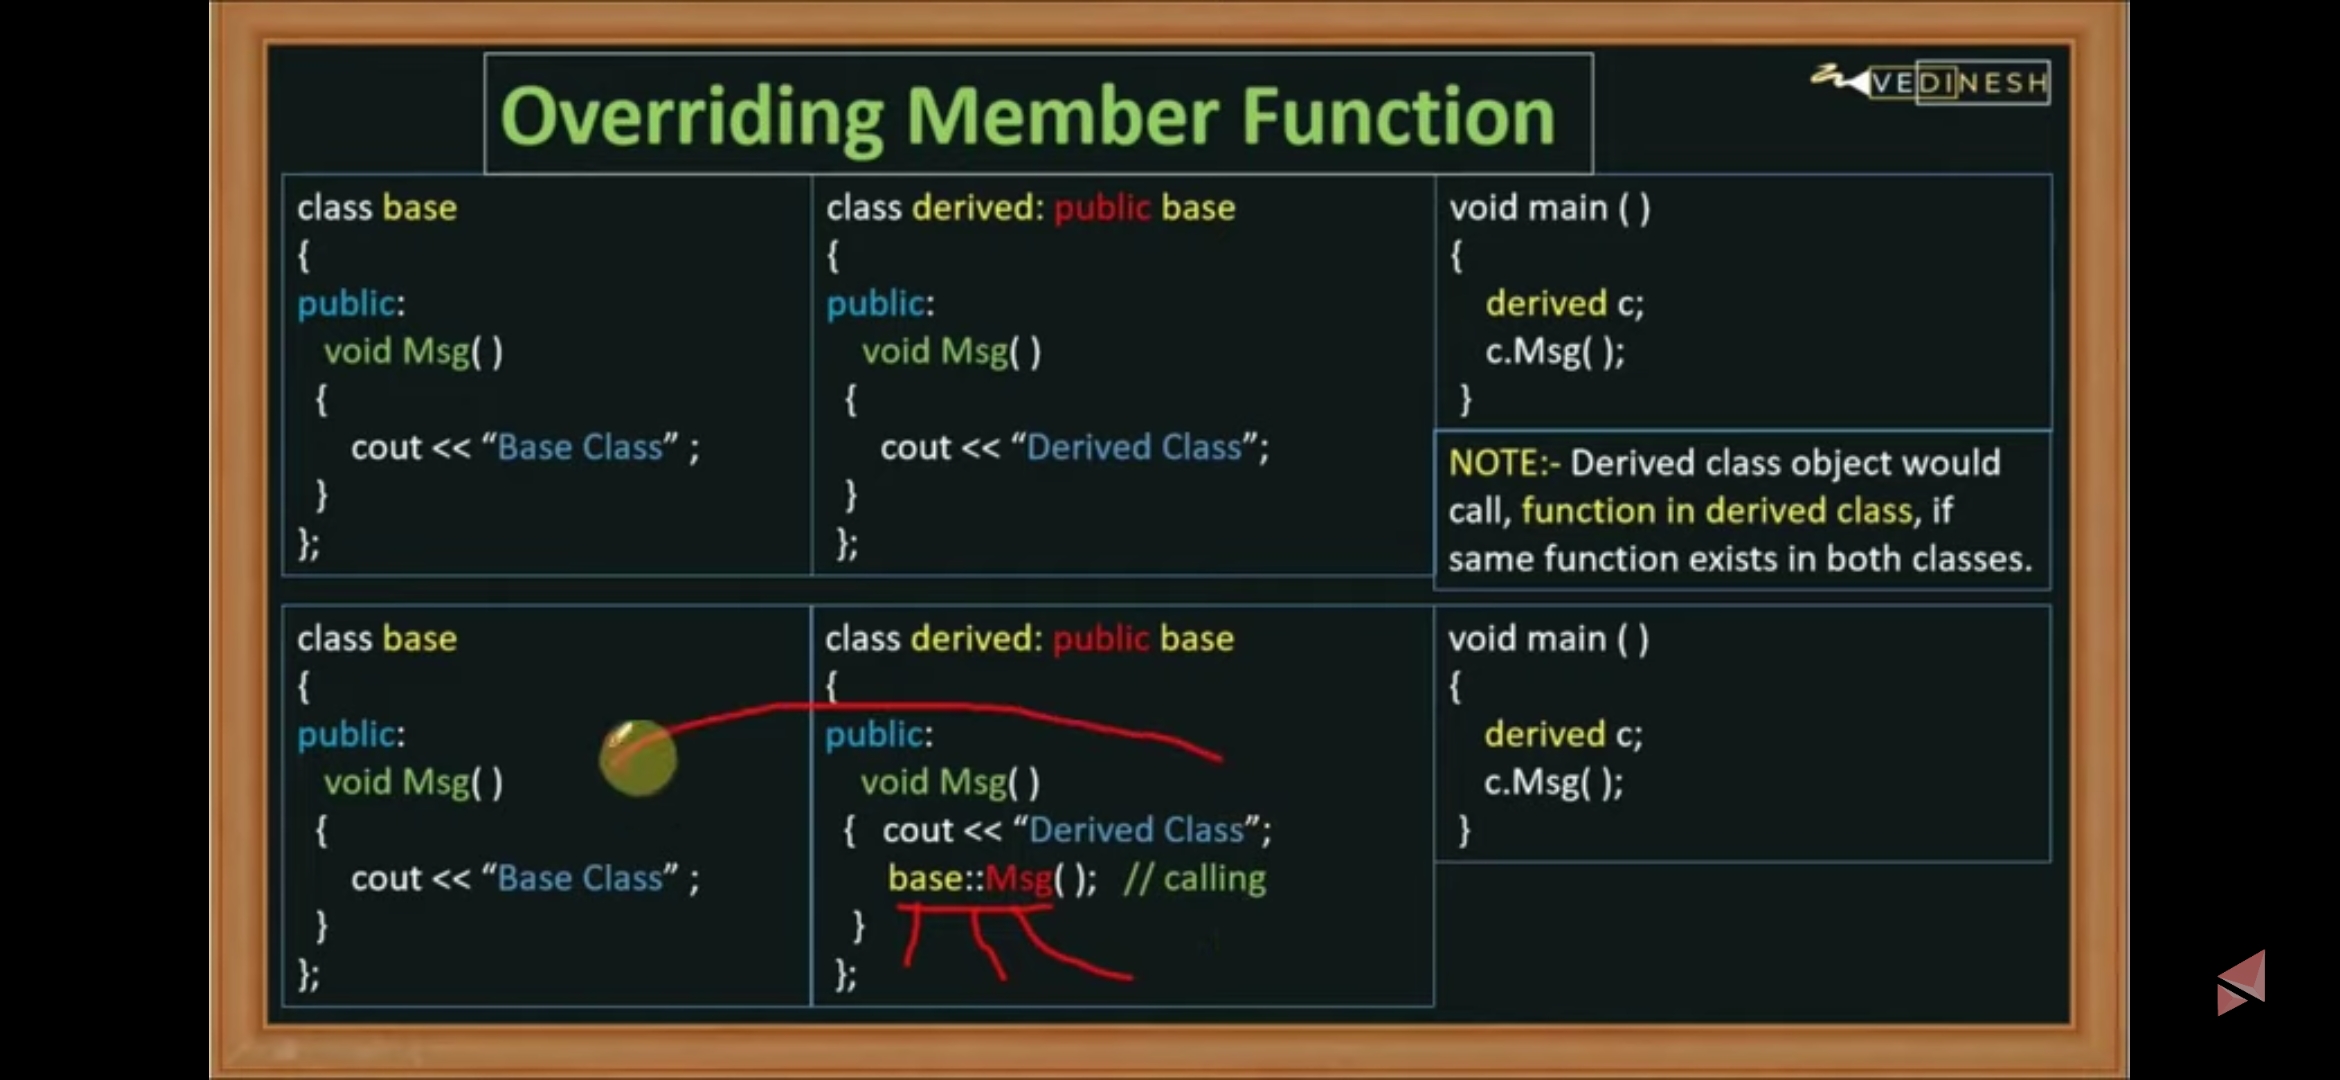 Overriding Member Function
VEDINESH
class base
{
public:
void Msg( )
{
cout << “Base Class” ;
}
};
class derived: public base
{
public:
void Msg( )
{
cout << “Derived Class”;
}
};
void main ( )
{
derived c;
c.Msg( );
}
NOTE:- Derived class object would
call, function in derived class, if
same function exists in both classes.
class base
{
public:
void Msg( )
{
cout << “Base Class” ;
}
};
class derived: public base
{
public:
void Msg( )
{ cout << “Derived Class”;
base::Msg( ); // calling
}
};
void main ( )
{
derived c;
c.Msg( );
}